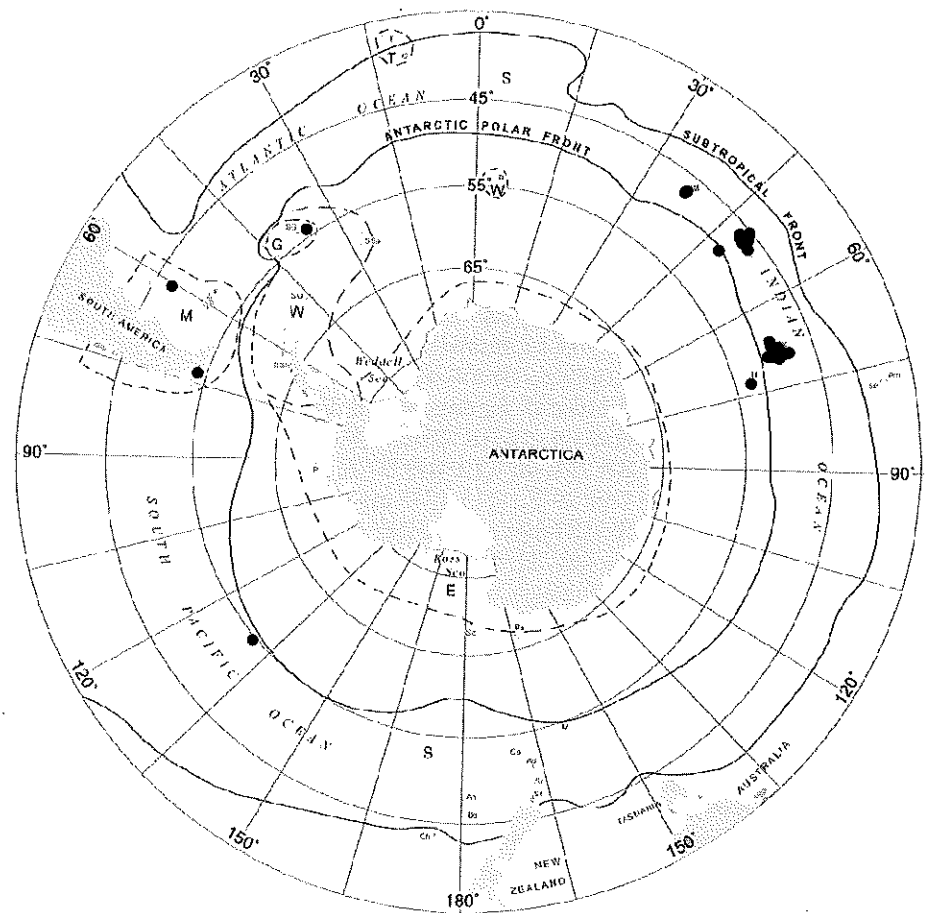 0°
T
30°
S
30°
ATLANTIC OCEAN
45°
ANTARCTIC POLAR FRONT
SUBTROPICAL FRONT
55°
W
60°
G
60°
65°
INDIAN OCEAN
M
W
SOUTH AMERICA
Weddell Sea
90°
ANTARCTICA
90°
P
SOUTH PACIFIC OCEAN
Ross Sea
E
120°
120°
S
AUSTRALIA
TASMANIA
150°
150°
NEW ZEALAND
180°